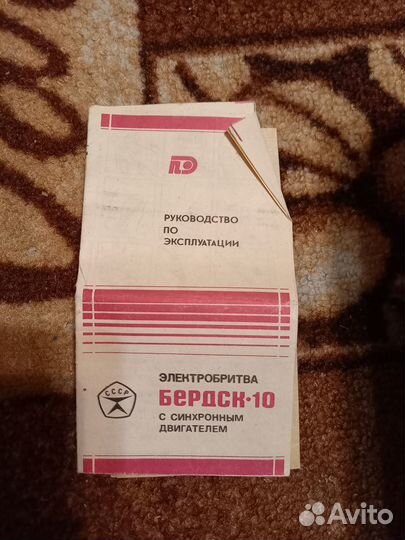 РУКОВОДСТВО
ПО
ЭКСПЛУАТАЦИИ
ЭЛЕКТРОБРИТВА
БЕРДСК·10
С СИНХРОННЫМ
ДВИГАТЕЛЕМ
СССР
Avito